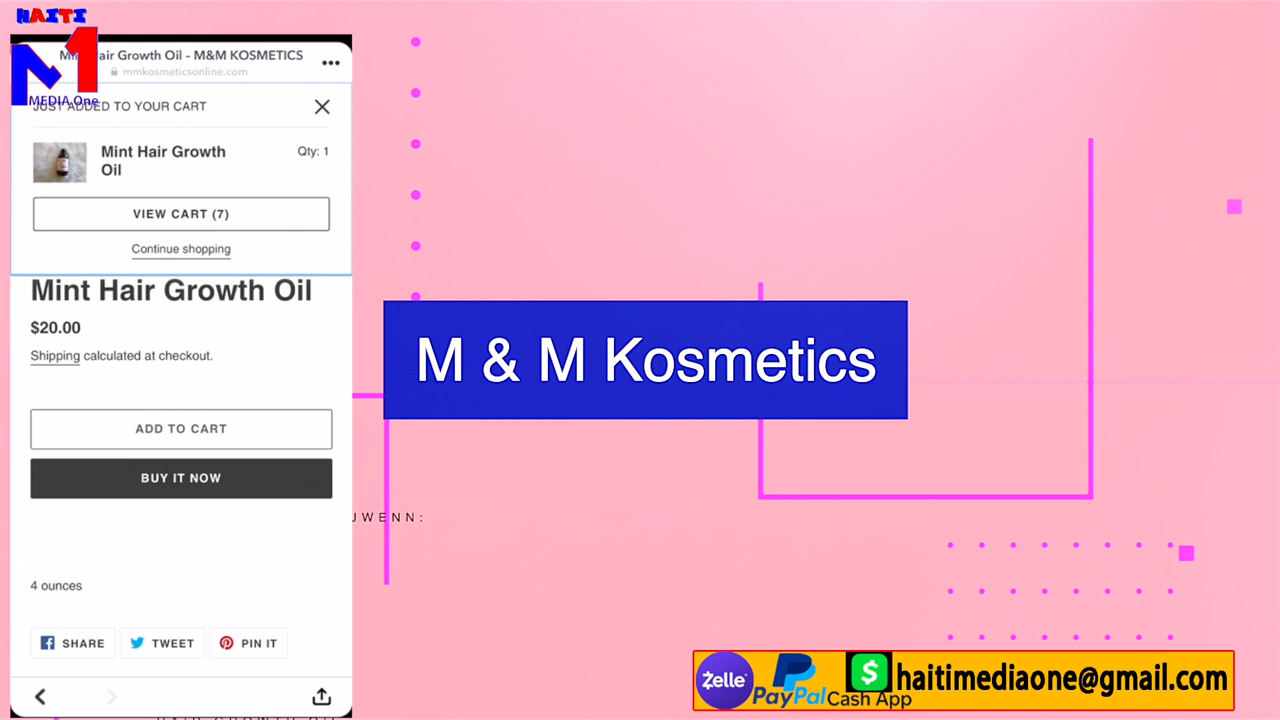 HAITI
M1
MEDIA One
Mint Hair Growth Oil - M&M KOSMETICS
mmkosmeticsonline.com
JUST ADDED TO YOUR CART
Mint Hair Growth
Oil
Qty: 1
VIEW CART (7)
Continue shopping
Mint Hair Growth Oil
$20.00
Shipping calculated at checkout.
ADD TO CART
BUY IT NOW
4 ounces
SHARE
TWEET
PIN IT
M & M Kosmetics
JWENN:
Zelle
PayPal
$
Cash App
haitimediaone@gmail.com